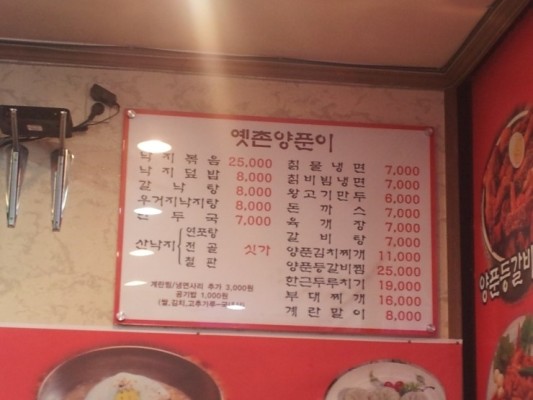 옛촌양푼이
낙지볶음 25,000
낙지덮밥 8,000
갈낙탕 8,000
우거지낙지탕 8,000
만두국 7,000
산낙지 연포탕 전골 철판 싯가
계란찜/냉면사리 추가 3,000원
공기밥 1,000원
(쌀,김치,고추가루-국내산)
칡물냉면 7,000
칡비빔냉면 7,000
왕고기만두 6,000
돈까스 7,000
육개장 7,000
갈비탕 7,000
양푼김치찌개 11,000
양푼등갈비찜 25,000
한근두루치기 19,000
부대찌개 16,000
계란말이 8,000
양푼등갈비